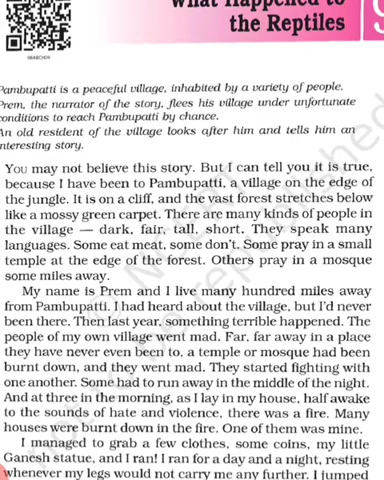 What Happened to
the Reptiles
9
Pambupatti is a peaceful village, inhabited by a variety of people.
Prem, the narrator of the story, flees his village under unfortunate
conditions to reach Pambupatti by chance.
An old resident of the village looks after him and tells him an
interesting story.
YOU may not believe this story. But I can tell you it is true,
because I have been to Pambupatti, a village on the edge of
the jungle. It is on a cliff, and the vast forest stretches below
like a mossy green carpet. There are many kinds of people in
the village — dark, fair, tall, short. They speak many
languages. Some eat meat, some don't. Some pray in a small
temple at the edge of the forest. Others pray in a mosque
some miles away.
My name is Prem and I live many hundred miles away
from Pambupatti. I had heard about the village, but I'd never
been there. Then last year, something terrible happened. The
people of my own village went mad. Far, far away in a place
they have never even been to, a temple or mosque had been
burnt down, and they went mad. They started fighting with
one another. Some had to run away in the middle of the night.
And at three in the morning, as I lay in my house, half awake
to the sounds of hate and violence, there was a fire. Many
houses were burnt down in the fire. One of them was mine.
I managed to grab a few clothes, some coins, my little
Ganesh statue, and I ran! I ran for a day and a night, resting
whenever my legs would not carry me any further. I jumped